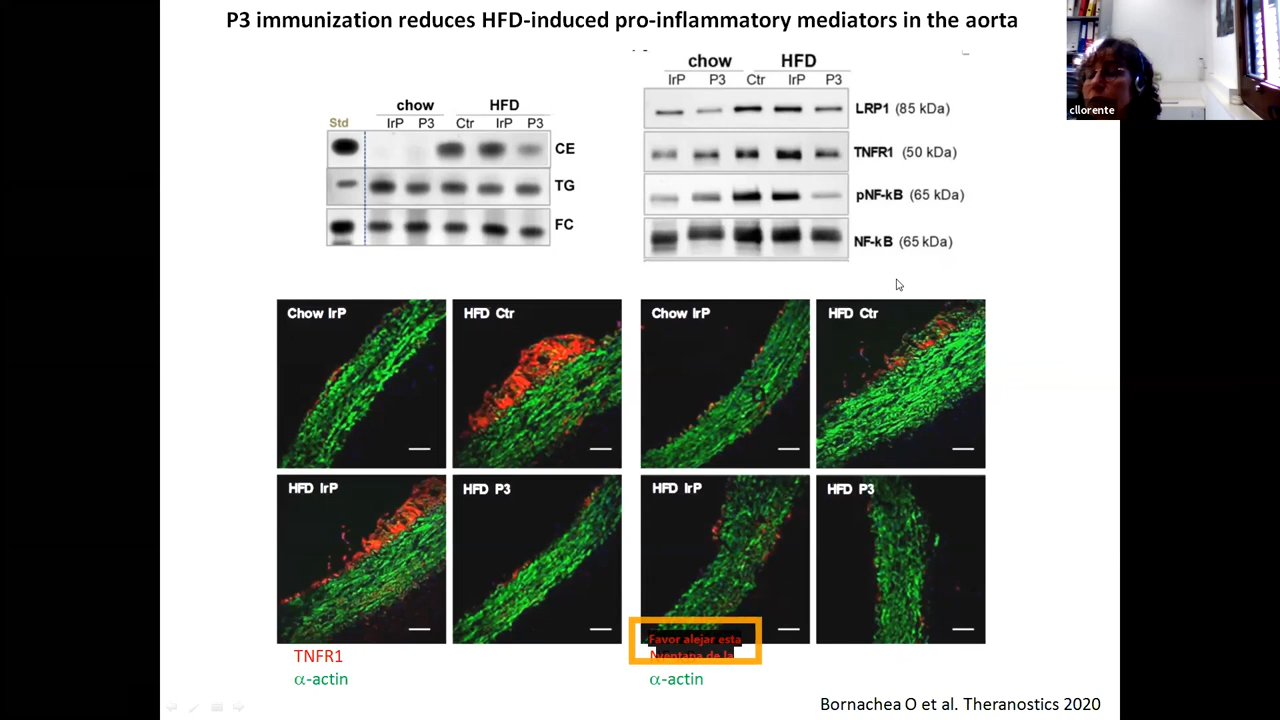 P3 immunization reduces HFD-induced pro-inflammatory mediators in the aorta
chow HFD
Std IrP P3 Ctr IrP P3
CE
TG
FC
chow HFD
IrP P3 Ctr IrP P3
LRP1 (85 kDa)
TNFR1 (50 kDa)
pNF-kB (65 kDa)
NF-kB (65 kDa)
cllorente
Chow IrP
HFD Ctr
Chow IrP
HFD Ctr
HFD IrP
HFD P3
HFD IrP
HFD P3
TNFR1
α-actin
Favor alejar esta
ventana de la
α-actin
Bornachea O et al. Theranostics 2020